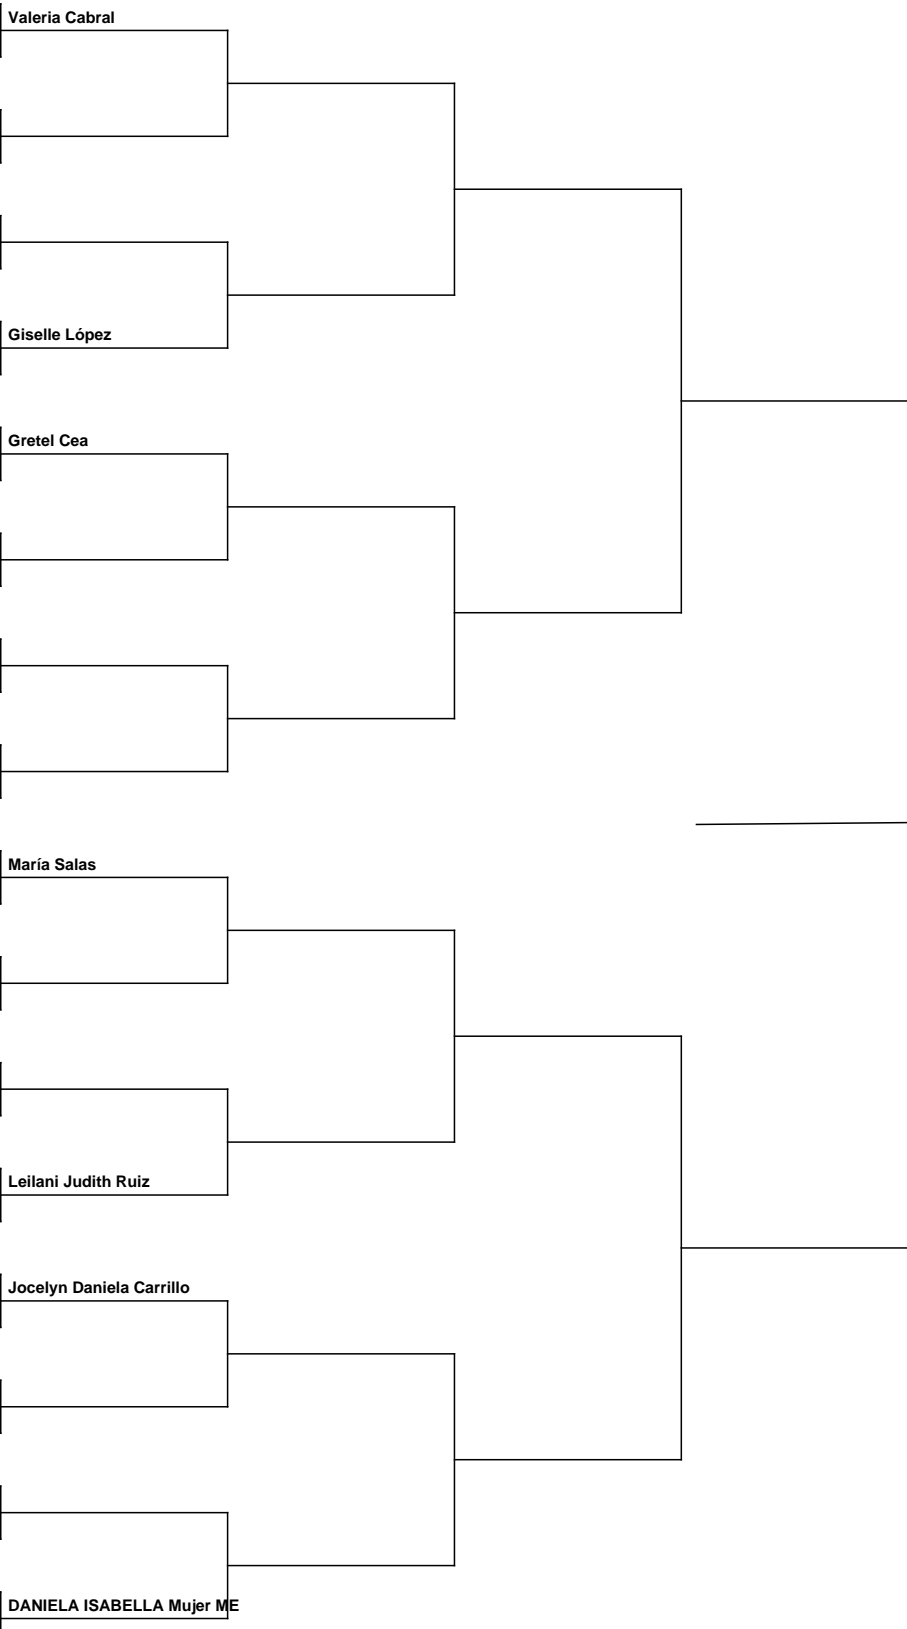 Valeria Cabral
Giselle López
Gretel Cea
María Salas
Leilani Judith Ruiz
Jocelyn Daniela Carrillo
DANIELA ISABELLA Mujer ME